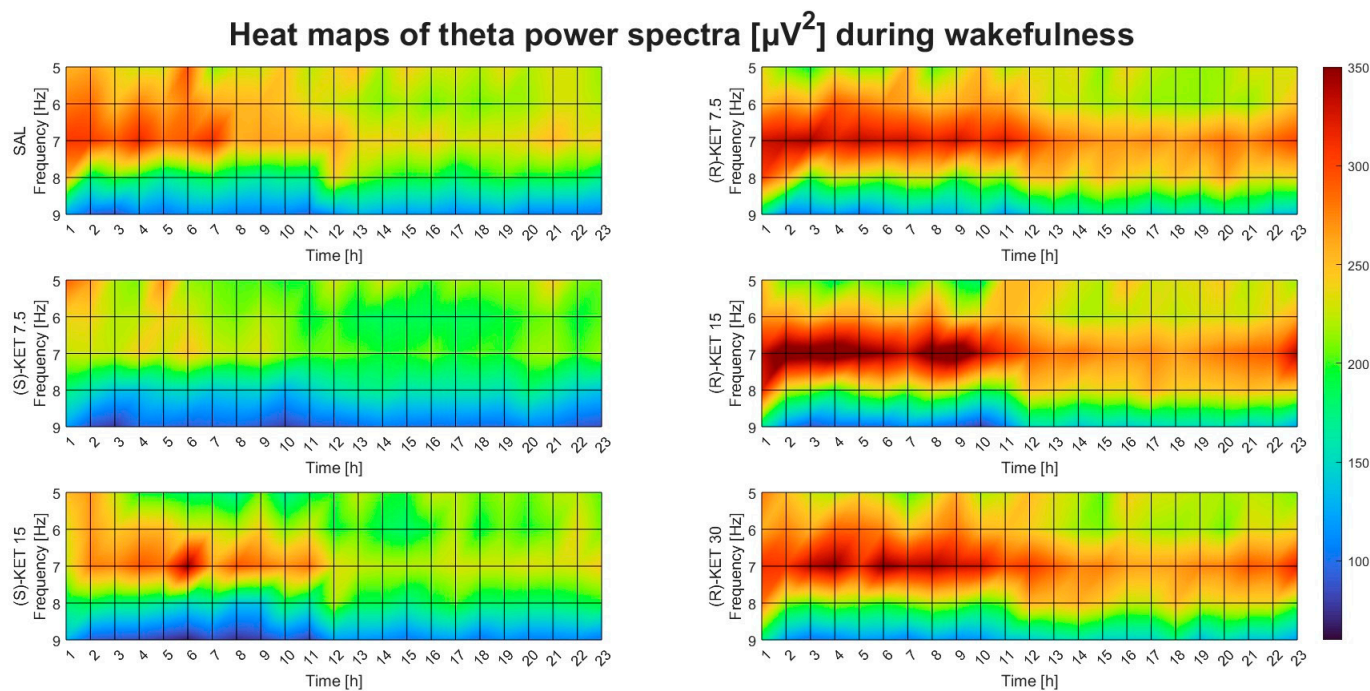 Heat maps of theta power spectra [µV²] during wakefulness
SAL
Frequency [Hz]
5
6
7
8
9
1 2 3 4 5 6 7 8 9 10 11 12 13 14 15 16 17 18 19 20 21 22 23
Time [h]
(R)-KET 7.5
Frequency [Hz]
5
6
7
8
9
1 2 3 4 5 6 7 8 9 10 11 12 13 14 15 16 17 18 19 20 21 22 23
Time [h]
(S)-KET 7.5
Frequency [Hz]
5
6
7
8
9
1 2 3 4 5 6 7 8 9 10 11 12 13 14 15 16 17 18 19 20 21 22 23
Time [h]
(R)-KET 15
Frequency [Hz]
5
6
7
8
9
1 2 3 4 5 6 7 8 9 10 11 12 13 14 15 16 17 18 19 20 21 22 23
Time [h]
(S)-KET 15
Frequency [Hz]
5
6
7
8
9
1 2 3 4 5 6 7 8 9 10 11 12 13 14 15 16 17 18 19 20 21 22 23
Time [h]
(R)-KET 30
Frequency [Hz]
5
6
7
8
9
1 2 3 4 5 6 7 8 9 10 11 12 13 14 15 16 17 18 19 20 21 22 23
Time [h]
350
300
250
200
150
100